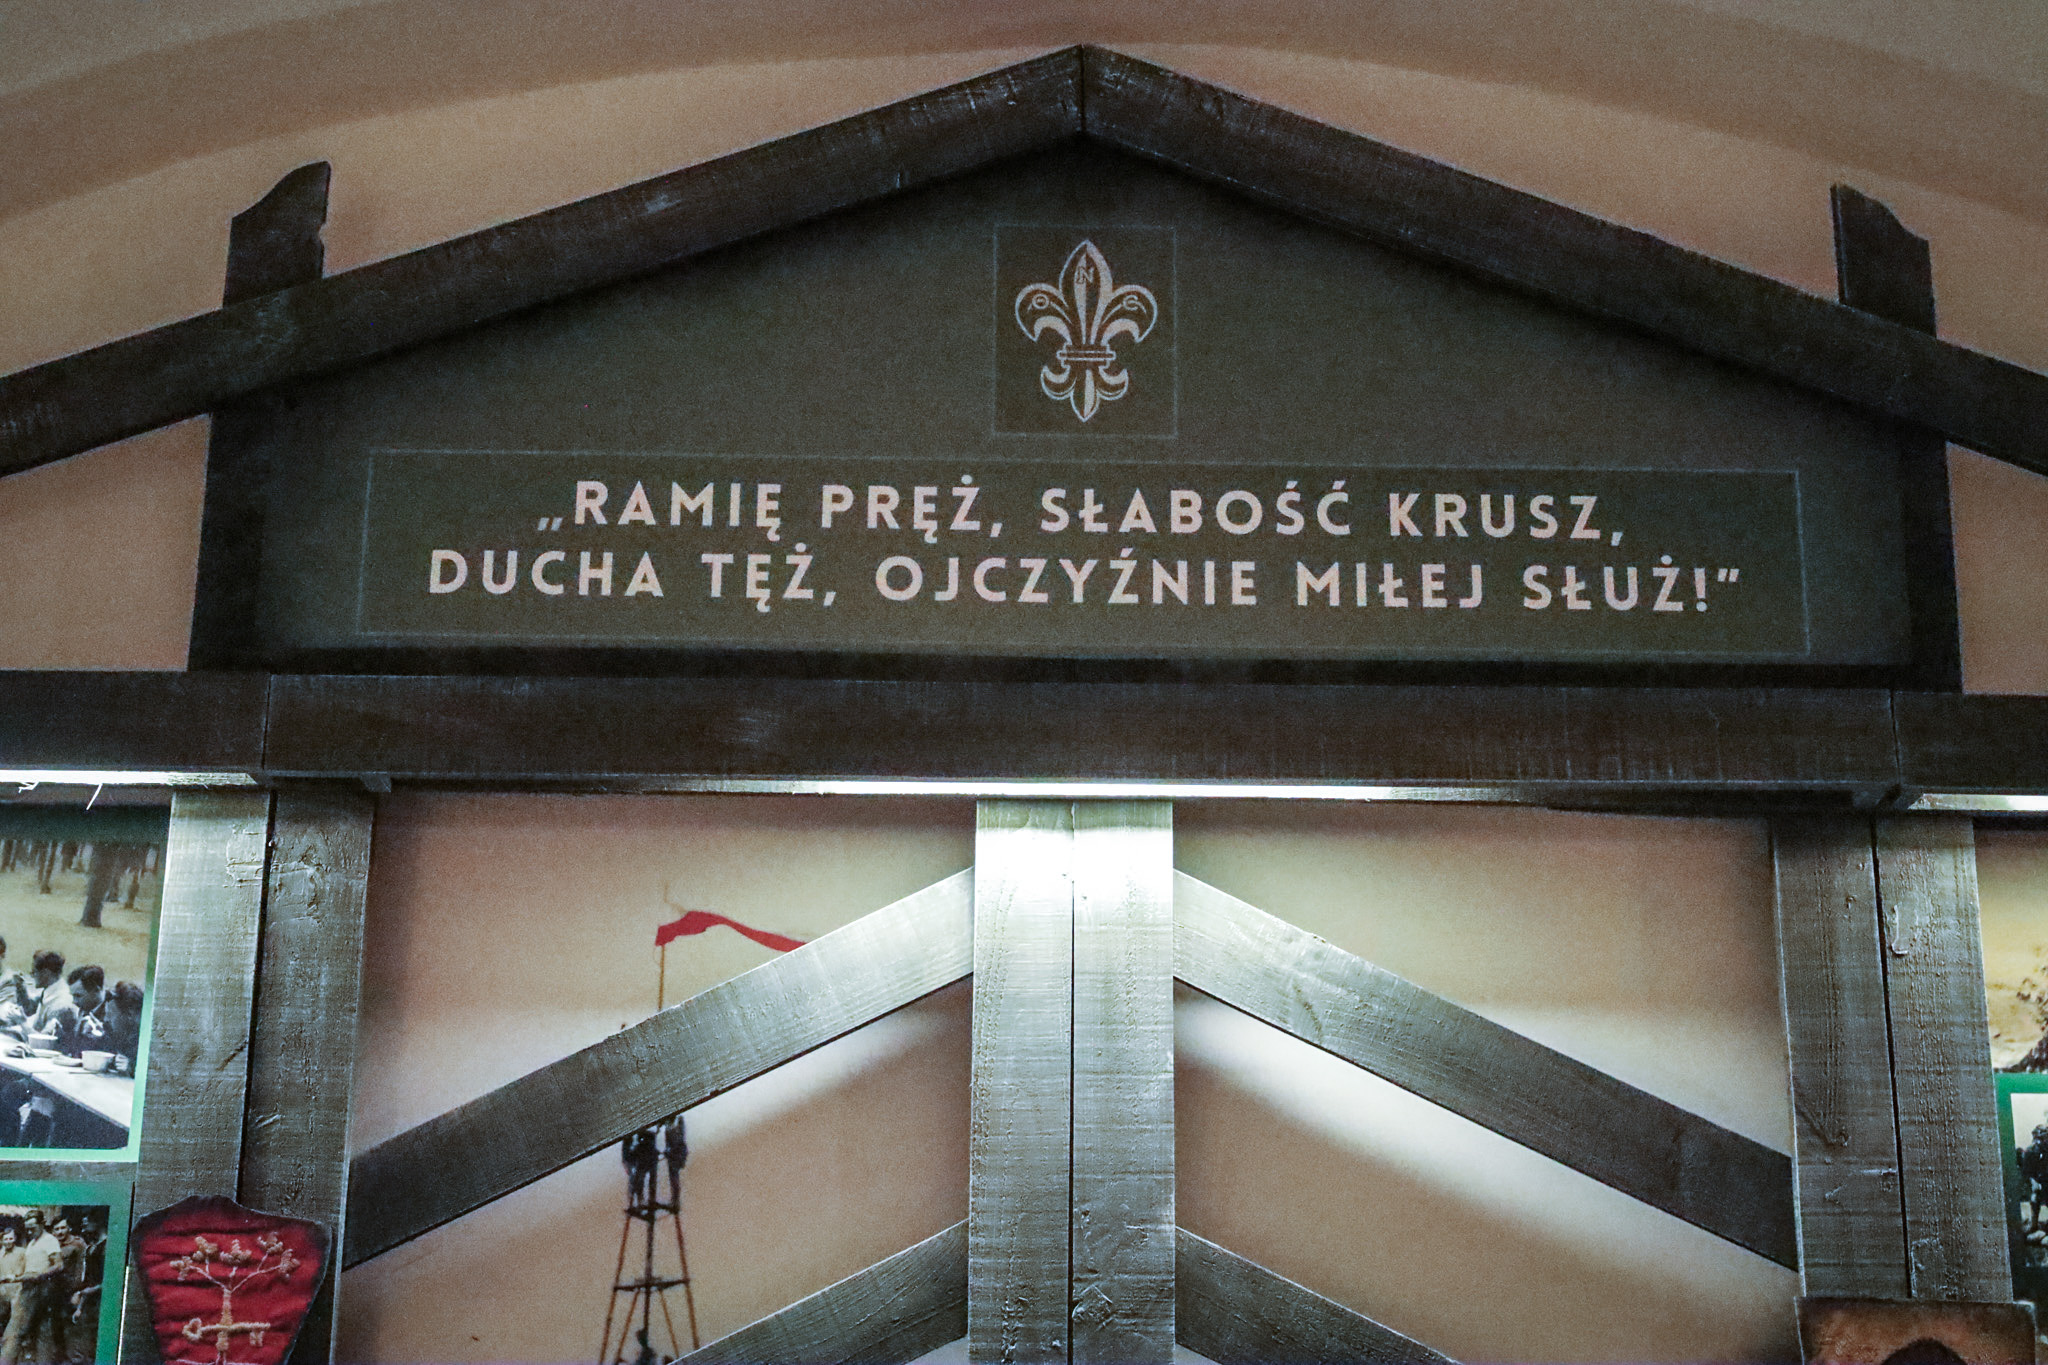 O N C
„RAMIĘ PRĘŻ, SŁABOŚĆ KRUSZ,
DUCHA TĘŻ, OJCZYŹNIE MIŁEJ SŁUŻ!”
N